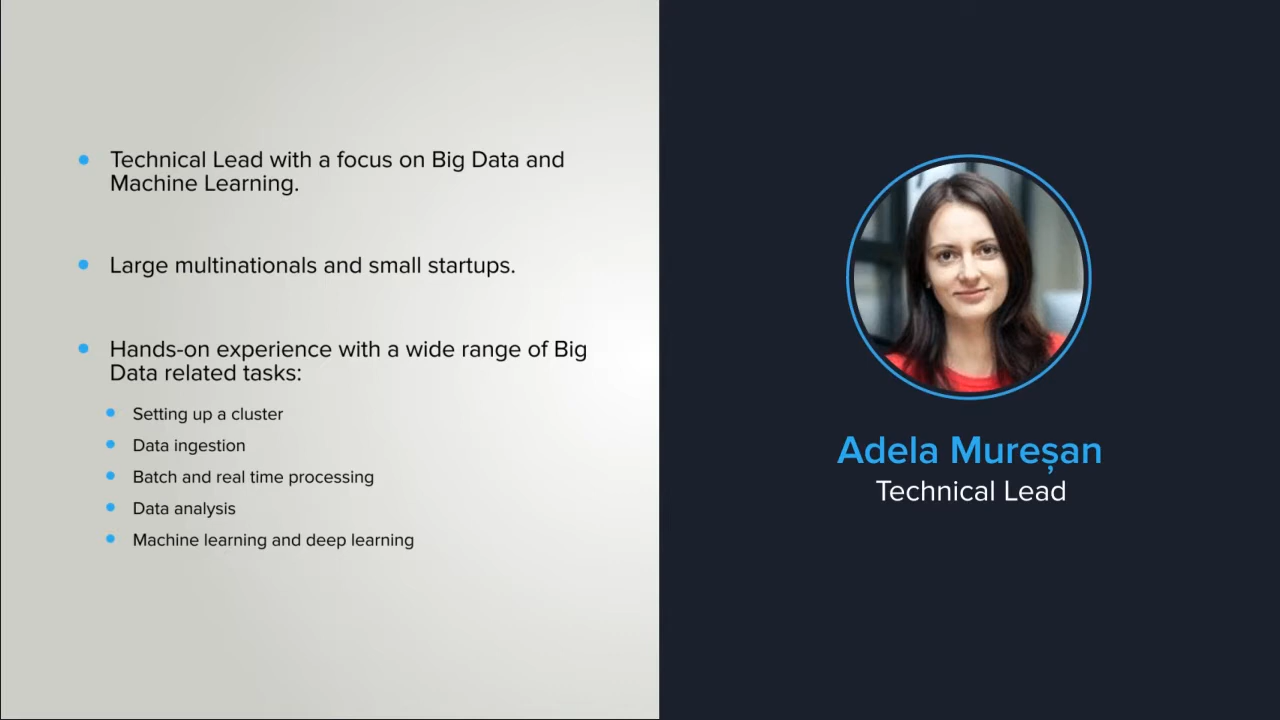 Technical Lead with a focus on Big Data and
Machine Learning.
Large multinationals and small startups.
Hands-on experience with a wide range of Big
Data related tasks:
Setting up a cluster
Data ingestion
Batch and real time processing
Data analysis
Machine learning and deep learning
Adela Mureșan
Technical Lead